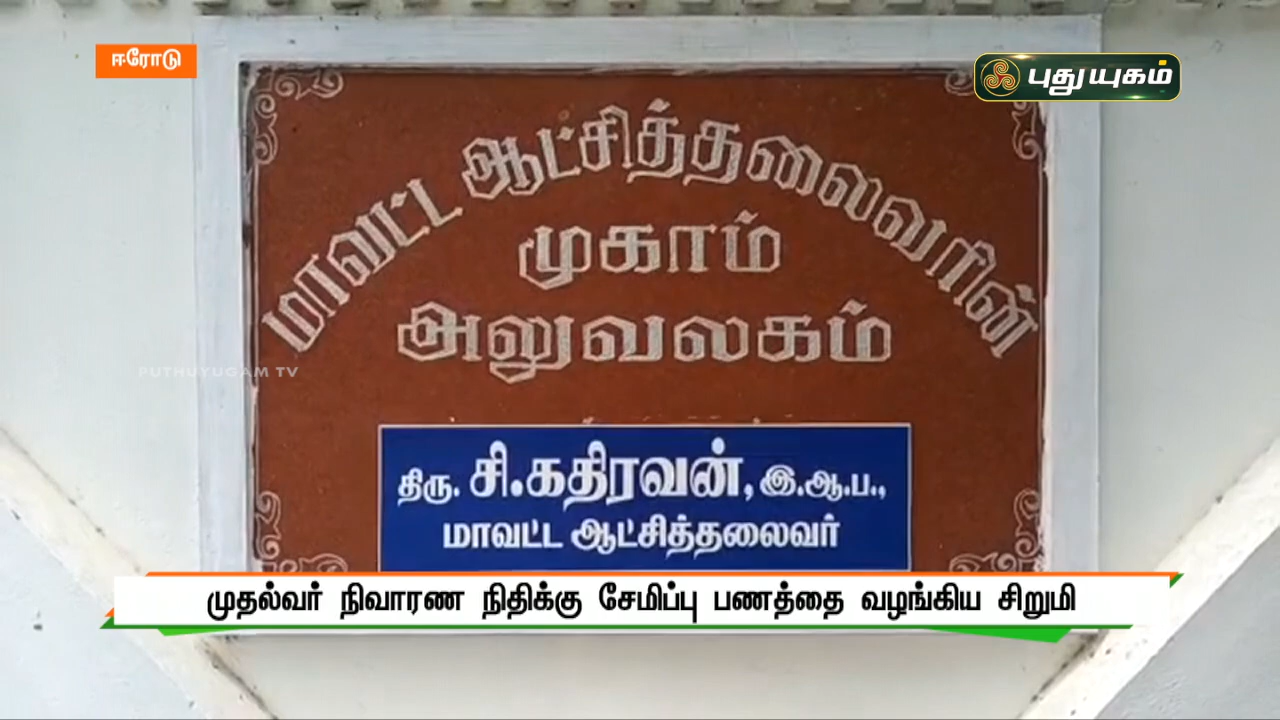 ஈரோடு
புதுயுகம்
மாவட்ட ஆட்சித்தலைவரின்
முகாம்
அலுவலகம்
PUTHUYUGAM TV
திரு. சி.கதிரவன், இ.ஆ.ப.,
மாவட்ட ஆட்சித்தலைவர்
முதல்வர் நிவாரண நிதிக்கு சேமிப்பு பணத்தை வழங்கிய சிறுமி